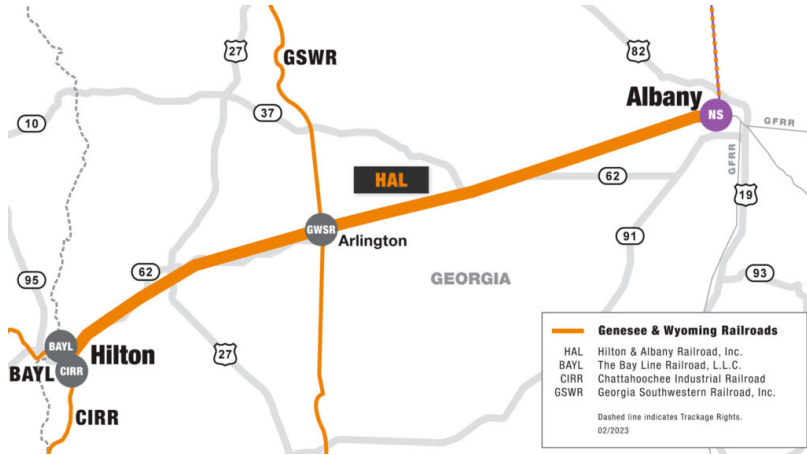 27
GSWR
82
Albany
NS
10
37
GFRR
GFRR
HAL
62
19
GWSR
Arlington
91
95
62
GEORGIA
93
BAYL
Hilton
27
BAYL
CIRR
CIRR
Genesee & Wyoming Railroads
HAL Hilton & Albany Railroad, Inc.
BAYL The Bay Line Railroad, L.L.C.
CIRR Chattahoochee Industrial Railroad
GSWR Georgia Southwestern Railroad, Inc.
Dashed line indicates Trackage Rights.
02/2023